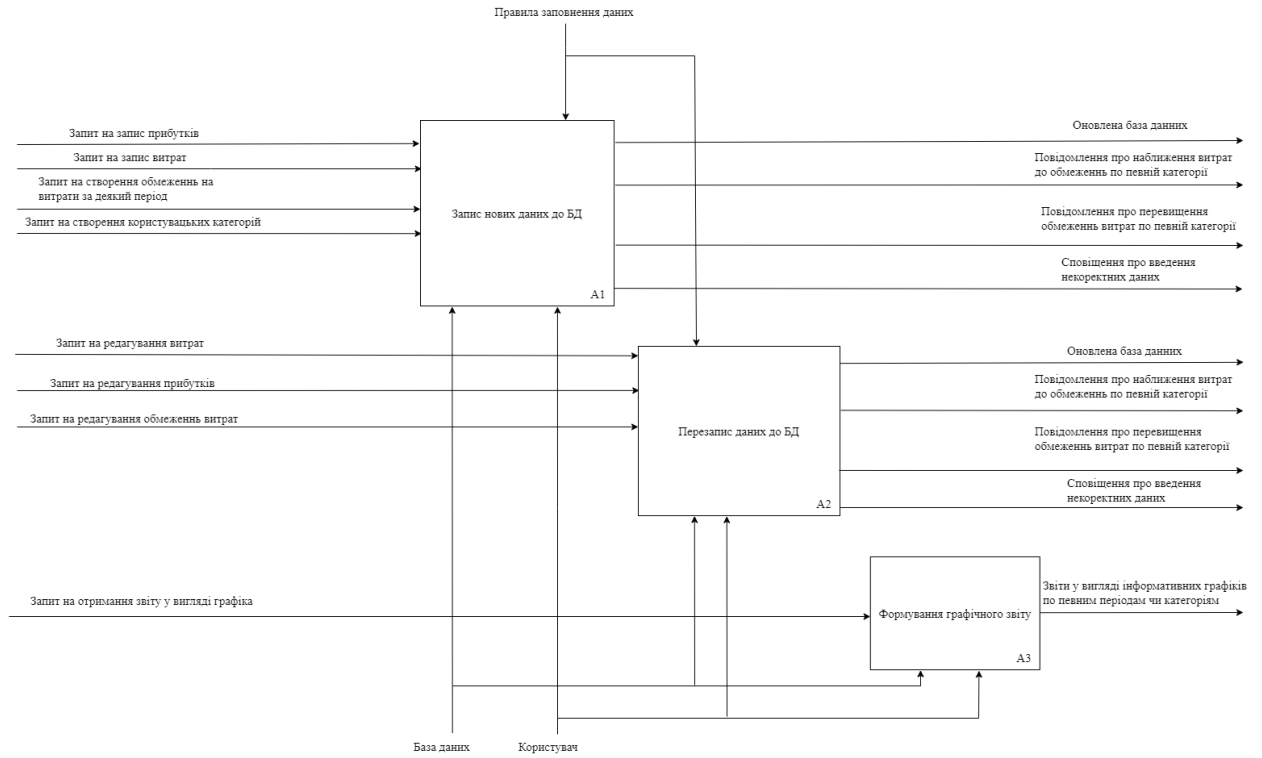 Правила заповнення даних
Запит на запис прибутків
Запит на запис витрат
Запит на створення обмеженнь на
витрати за деякий період
Запит на створення користувацьких категорій
Запис нових даних до БД
A1
Оновлена база данних
Повідомлення про наближення витрат
до обмеженнь по певній категорії
Повідомлення про перевищення
обмеженнь витрат по певній категорії
Сповіщення про введення
некоректних даних
Запит на редагування витрат
Запит на редагування прибутків
Запит на редагування обмеженнь витрат
Перезапис даних до БД
A2
Оновлена база данних
Повідомлення про наближення витрат
до обмеженнь по певній категорії
Повідомлення про перевищення
обмеженнь витрат по певній категорії
Сповіщення про введення
некоректних даних
Запит на отримання звіту у вигляді графіка
Формування графічного звіту
A3
Звіти у вигляді інформативних графіків
по певним періодам чи категоріям
База даних
Користувач